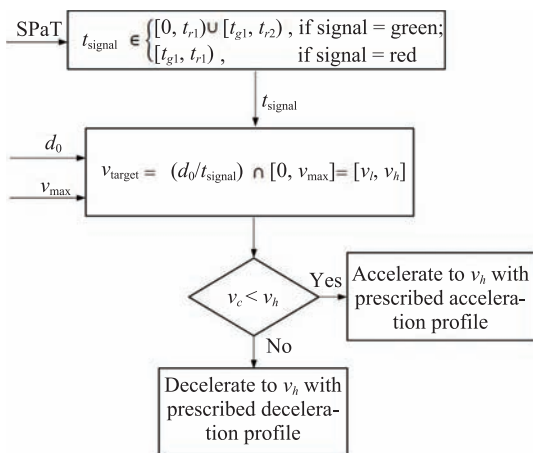 SPaT
t_signal ∈ { [0, t_r1) ∪ [t_g1, t_r2) , if signal = green;
[t_g1, t_r1) , if signal = red
t_signal
d_0
v_target = (d_0/t_signal) ∩ [0, v_max]= [v_l, v_h]
v_max
v_c < v_h
Yes
Accelerate to v_h with
prescribed accelera-
tion profile
No
Decelerate to v_h with
prescribed decelera-
tion profile